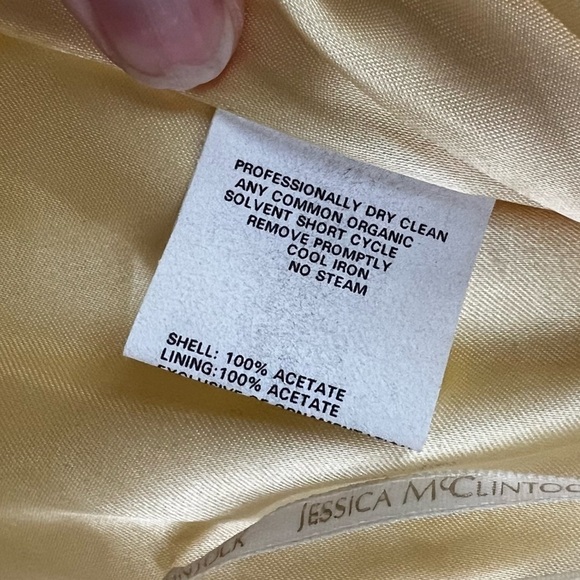 PROFESSIONALLY DRY CLEAN
ANY COMMON ORGANIC
SOLVENT SHORT CYCLE
REMOVE PROMPTLY
COOL IRON
NO STEAM
SHELL: 100% ACETATE
LINING:100% ACETATE
JESSICA MCCLINTOC